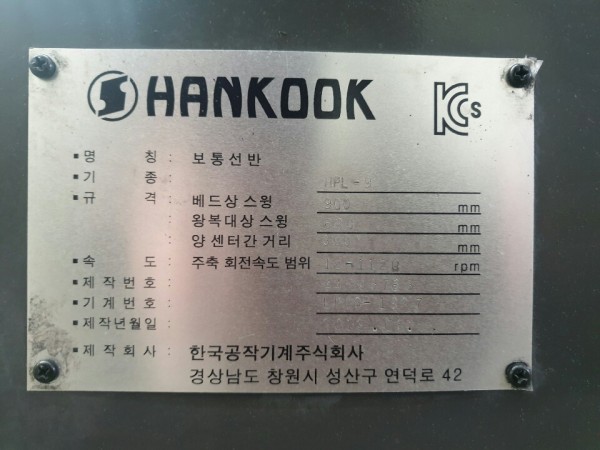 HANKOOK
KCs
▪ 명 칭 : 보통선반
▪ 기 종 :
▪ 규 격 : 베드상 스윙 mm
: 왕복대상 스윙 mm
: 양 센터간 거리 mm
▪ 속 도 : 주축 회전속도 범위 rpm
▪ 제작번호 :
▪ 기계번호 :
▪ 제작년월일 :
▪ 제작회사 : 한국공작기계주식회사
경상남도 창원시 성산구 연덕로 42